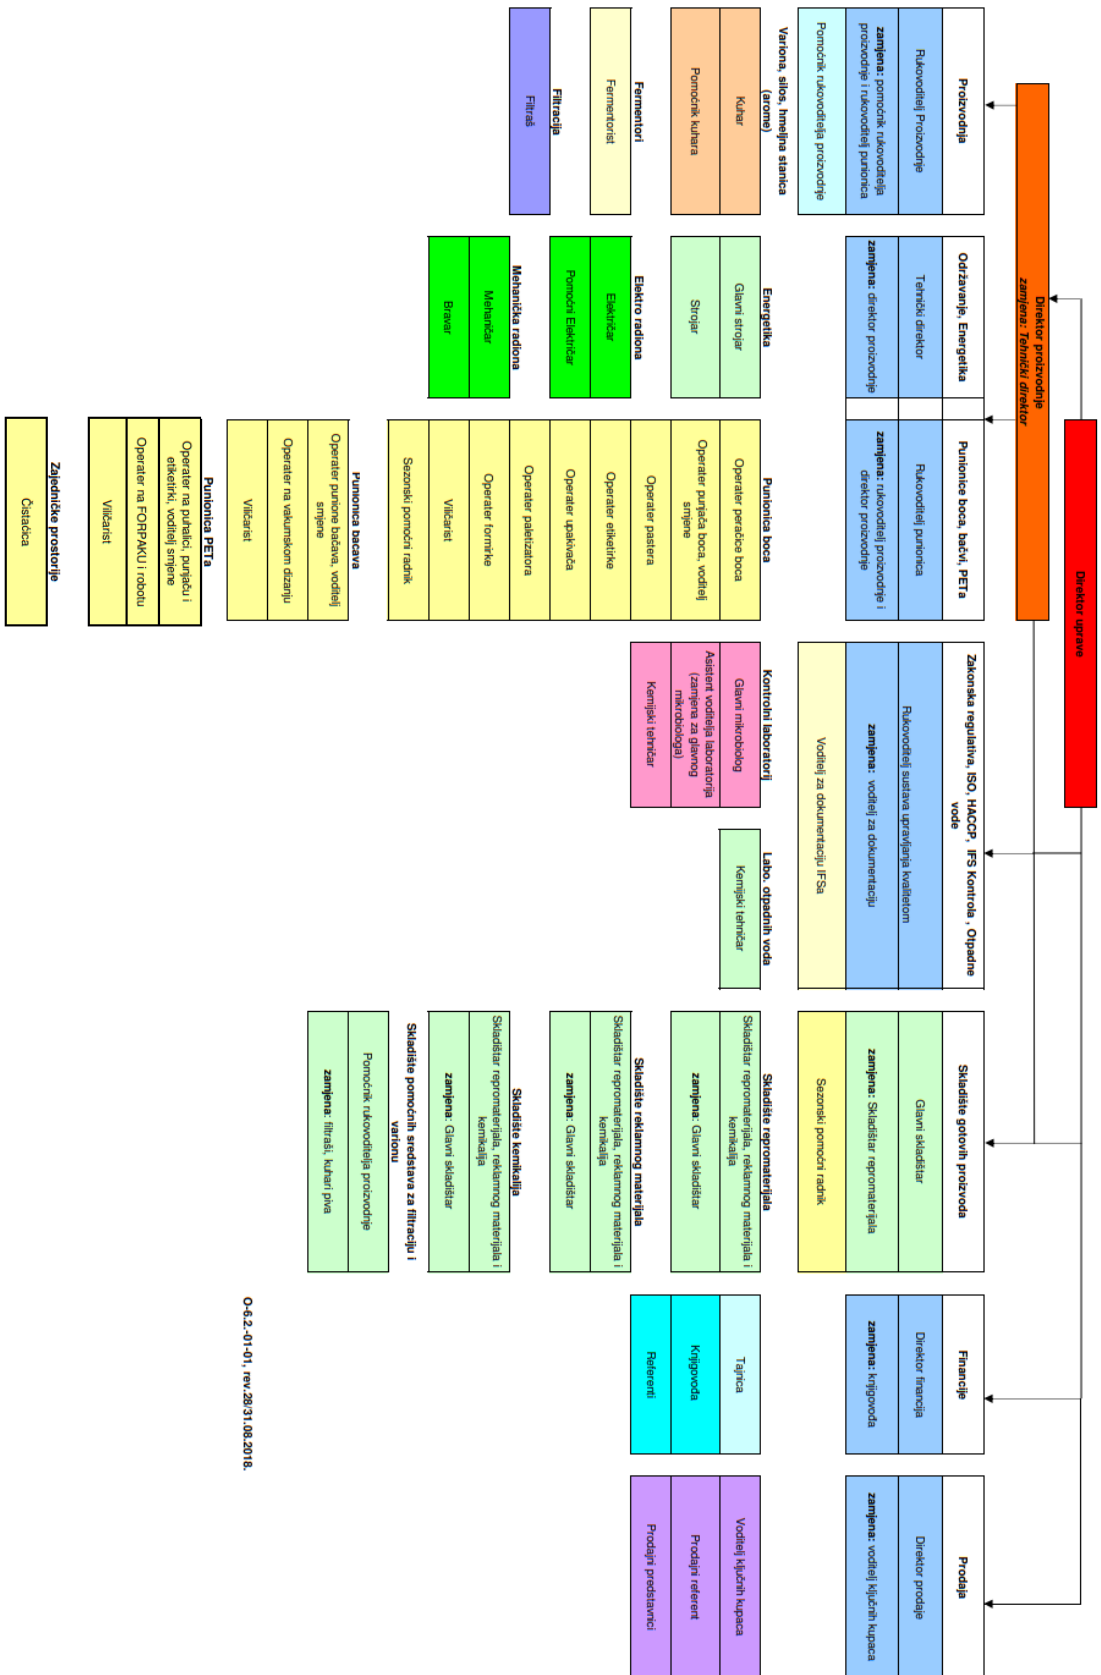 Direktor uprave
Direktor proizvodnje
zamjena: Tehnički direktor
Proizvodnja
Rukovoditelj Proizvodnje
zamjena: pomoćnik rukovoditelja
proizvodnje i rukovoditelj punionica
Pomoćnik rukovoditelja proizvodnje
Variona, silos, hmeljna stanica
(arome)
Kuhar
Pomoćnik kuhara
Fermentori
Fermentorist
Filtracija
Filtraš
Održavanje, Energetika
Tehnički direktor
zamjena: direktor proizvodnje
Energetika
Glavni strojar
Strojar
Elektro radiona
Električar
Pomoćni Električar
Mehanička radiona
Mehaničar
Bravar
Punionice boca, bačvi, PETa
Rukovoditelj punionica
zamjena: rukovoditelj proizvodnje i
direktor proizvodnje
Punionica boca
Operater peračice boca
Operater punjača boca, voditelj
smjene
Operater pastera
Operater etiketirke
Operater upakivača
Operater paletizatora
Operater formirke
Viličarist
Sezonski pomoćni radnik
Punionica bačava
Operater punione bačava, voditelj
smjene
Operater na vakumskom dizanju
Viličarist
Punionica PETa
Operater na puhalici, punjaču i
etiketirki, voditelj smjene
Operater na FORPAKU i robotu
Viličarist
Zajedničke prostorije
Čistačica
Zakonska regulativa, ISO, HACCP, IFS Kontrola , Otpadne
vode
Rukovoditelj sustava upravljanja kvalitetom
zamjena: voditelj za dokumentaciju
Voditelj za dokumentaciju IFSa
Kontrolni laboratorij
Glavni mikrobiolog
Asistent voditelja laboratorija
(zamjena za glavnog
mikrobiologa)
Kemijski tehničar
Labo. otpadnih voda
Kemijski tehničar
Skladište gotovih proizvoda
Glavni skladištar
zamjena: Skladištar repromaterijala
Sezonski pomoćni radnik
Skladište repromaterijala
Skladištar repromaterijala, reklamnog materijala i
kemikalija
zamjena: Glavni skladištar
Skladište reklamnog materijala
Skladištar repromaterijala, reklamnog materijala i
kemikalija
zamjena: Glavni skladištar
Skladište kemikalija
Skladištar repromaterijala, reklamnog materijala i
kemikalija
zamjena: Glavni skladištar
Skladište pomoćnih sredstava za filtraciju i
varionu
Pomoćnik rukovoditelja proizvodnje
zamjena: filtraši, kuhari piva
Financije
Direktor financija
zamjena: knjigovođa
Tajnica
Knjigovođa
Referenti
Prodaja
Direktor prodaje
zamjena: voditelj ključnih kupaca
Voditelj ključnih kupaca
Prodajni referent
Prodajni predstavnici
O-6.2.-01-01, rev.28/31.08.2018.